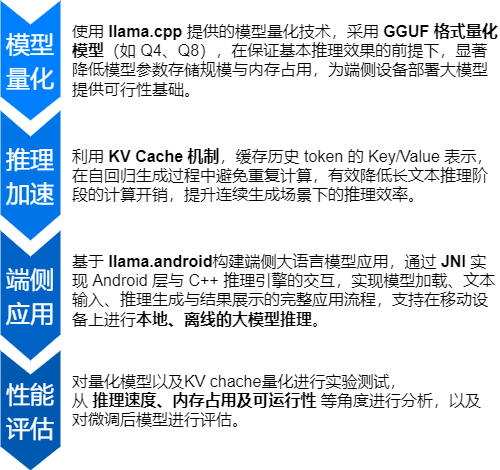 模型
量化
使用 llama.cpp 提供的模型量化技术，采用 GGUF 格式量化
模型（如 Q4、Q8），在保证基本推理效果的前提下，显著
降低模型参数存储规模与内存占用，为端侧设备部署大模型
提供可行性基础。
推理
加速
利用 KV Cache 机制，缓存历史 token 的 Key/Value 表示，
在自回归生成过程中避免重复计算，有效降低长文本推理阶
段的计算开销，提升连续生成场景下的推理效率。
端侧
应用
基于 llama.android构建端侧大语言模型应用，通过 JNI 实
现 Android 层与 C++ 推理引擎的交互，实现模型加载、文本
输入、推理生成与结果展示的完整应用流程，支持在移动设
备上进行本地、离线的大模型推理。
性能
评估
对量化模型以及KV chache量化进行实验测试，
从 推理速度、内存占用及可运行性 等角度进行分析，以及
对微调后模型进行评估。